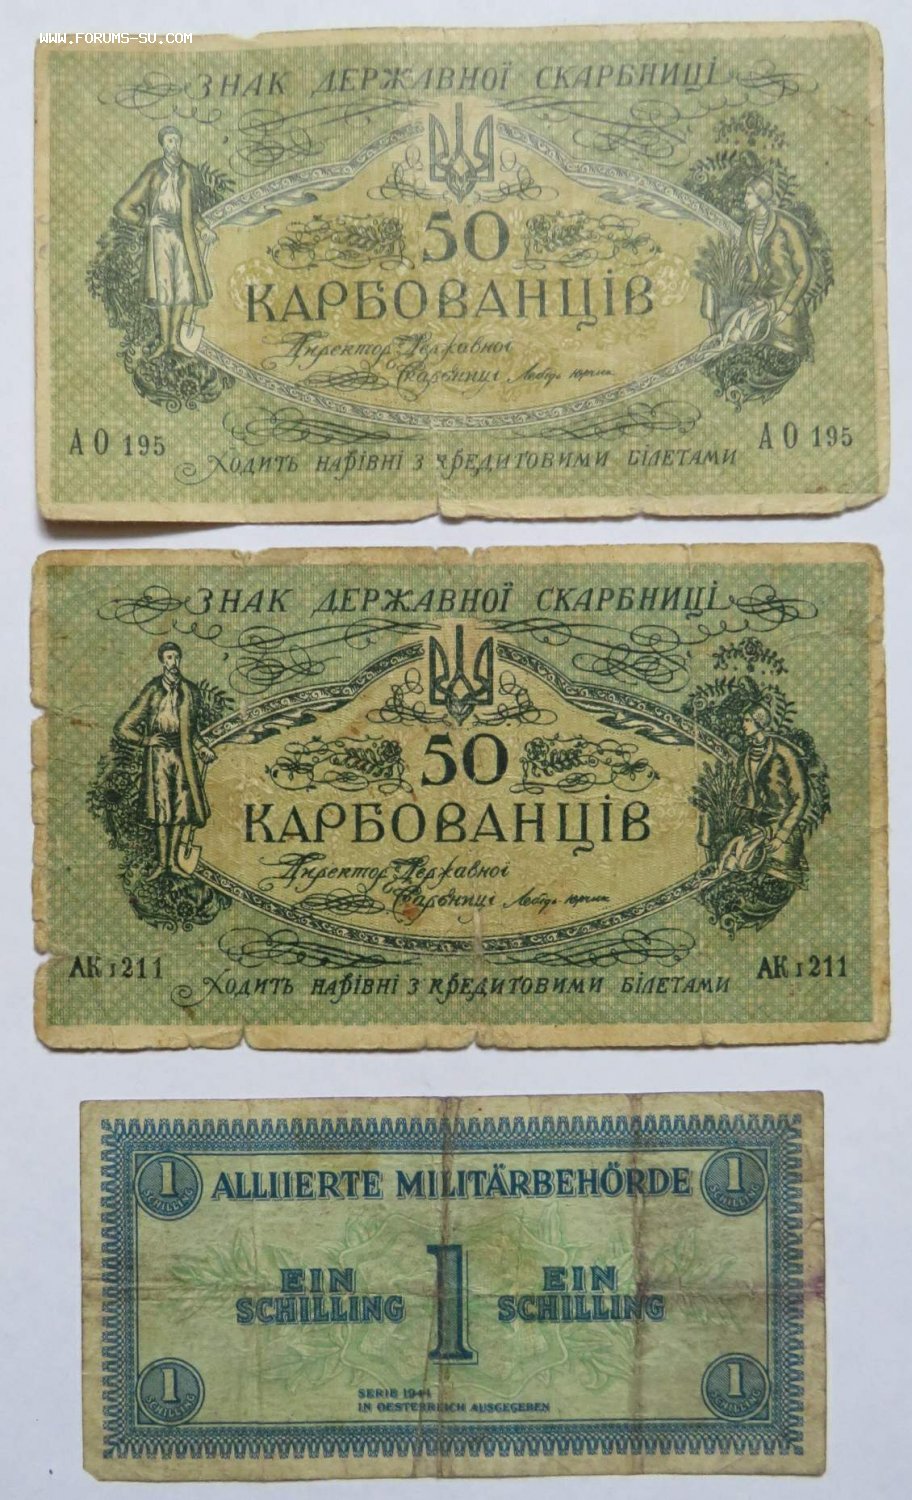 WWW.FORUMS-SU.COM
ЗНАК ДЕРЖАВНОЇ СКАРБНИЦІ
50
КАРБОВАНЦІВ
Директор Державної
Скарбниці
АО 195 АО 195
Ходить нарівні з кредитовими білетами
ЗНАК ДЕРЖАВНОЇ СКАРБНИЦІ
50
КАРБОВАНЦІВ
Директор Державної
Скарбниці
АК І 211 АК І 211
Ходить нарівні з кредитовими білетами
1 ALLIIERTE MILITÄRBEHÖRDE 1
SCHILLING SCHILLING
EIN 1 EIN
SCHILLING SCHILLING
1 1
SCHILLING SCHILLING
SERIE 1944
IN OESTERREICH AUSGEGEBEN